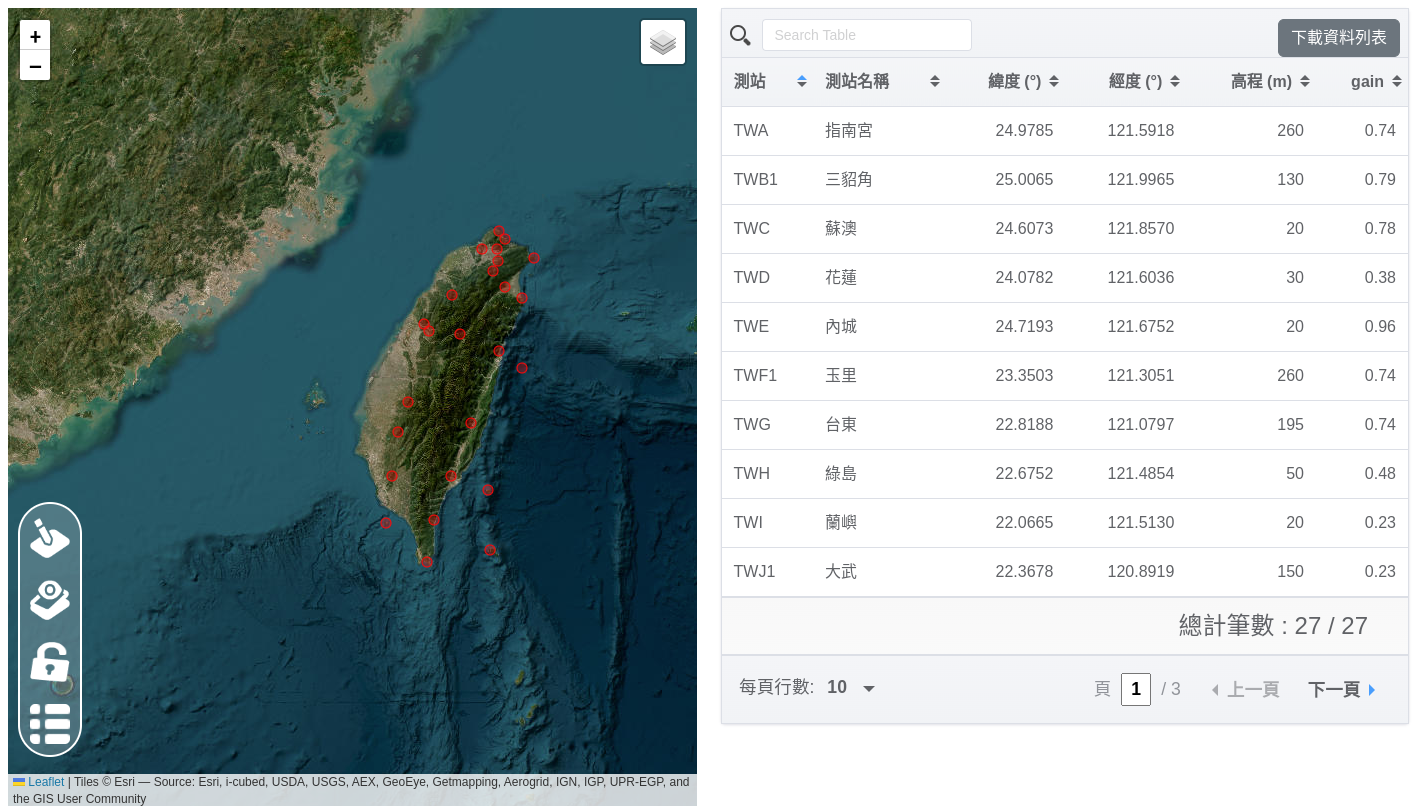 +
−
Leaflet | Tiles © Esri — Source: Esri, i-cubed, USDA, USGS, AEX, GeoEye, Getmapping, Aerogrid, IGN, IGP, UPR-EGP, and
the GIS User Community
Search Table
下載資料列表
測站 測站名稱 緯度 (°) 經度 (°) 高程 (m) gain
TWA 指南宮 24.9785 121.5918 260 0.74
TWB1 三貂角 25.0065 121.9965 130 0.79
TWC 蘇澳 24.6073 121.8570 20 0.78
TWD 花蓮 24.0782 121.6036 30 0.38
TWE 內城 24.7193 121.6752 20 0.96
TWF1 玉里 23.3503 121.3051 260 0.74
TWG 台東 22.8188 121.0797 195 0.74
TWH 綠島 22.6752 121.4854 50 0.48
TWI 蘭嶼 22.0665 121.5130 20 0.23
TWJ1 大武 22.3678 120.8919 150 0.23
總計筆數 : 27 / 27
每頁行數: 10 頁 1 / 3 上一頁 下一頁